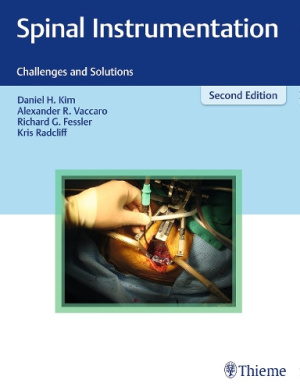 Spinal Instrumentation
Challenges and Solutions
Daniel H. Kim
Alexander R. Vaccaro
Richard G. Fessler
Kris Radcliff
Second Edition
Thieme